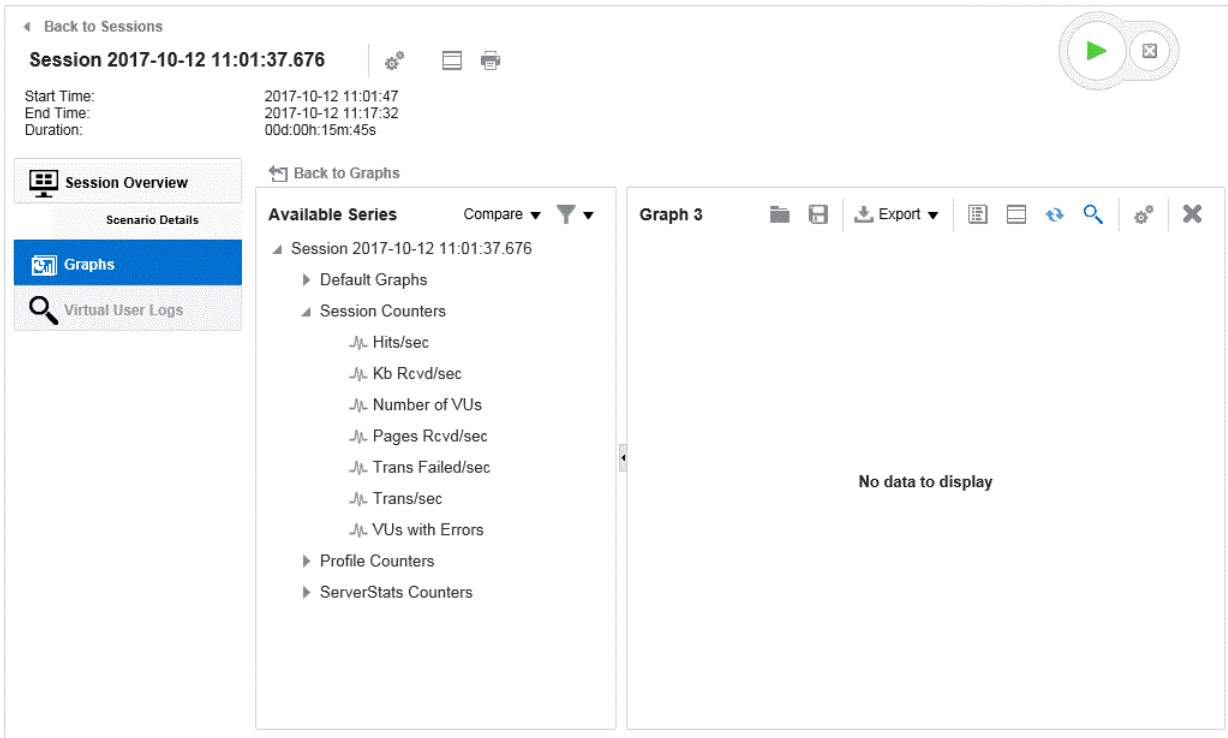 Back to Sessions
Session 2017-10-12 11:01:37.676
Start Time: 2017-10-12 11:01:47
End Time: 2017-10-12 11:17:32
Duration: 00d:00h:15m:45s
Session Overview
Scenario Details
Graphs
Virtual User Logs
Back to Graphs
Available Series Compare
Session 2017-10-12 11:01:37.676
Default Graphs
Session Counters
Hits/sec
Kb Rcvd/sec
Number of VUs
Pages Rcvd/sec
Trans Failed/sec
Trans/sec
VUs with Errors
Profile Counters
ServerStats Counters
Graph 3 Export
No data to display